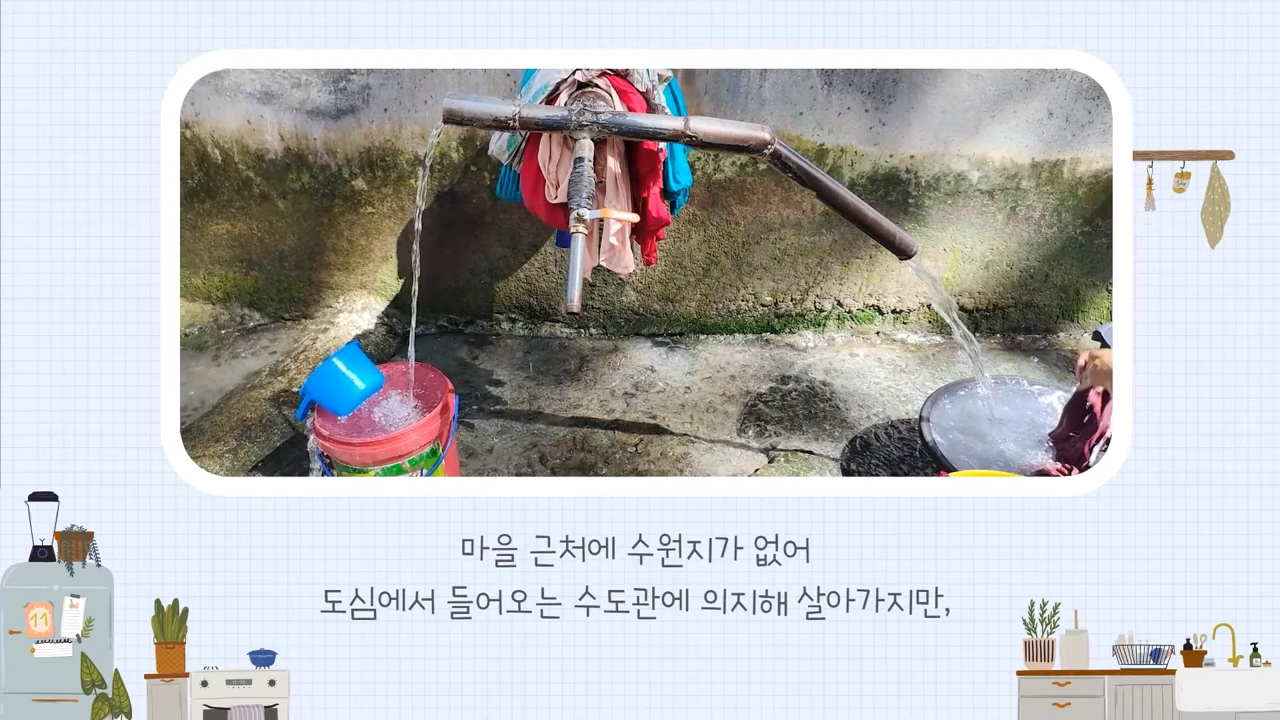 마을 근처에 수원지가 없어
도심에서 들어오는 수도관에 의지해 살아가지만,
11